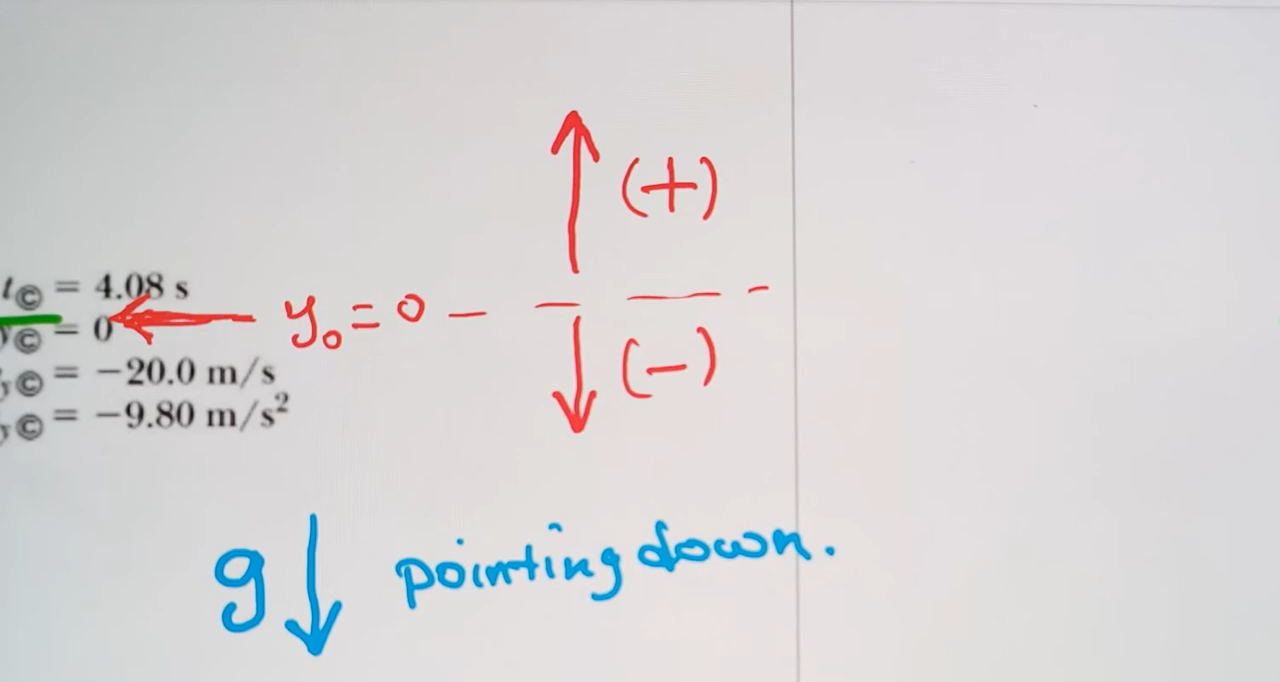 (+)
t© = 4.08 s
y₀ = 0
© = 0
(−)
y© = −20.0 m/s
y© = −9.80 m/s²
g pointing down.